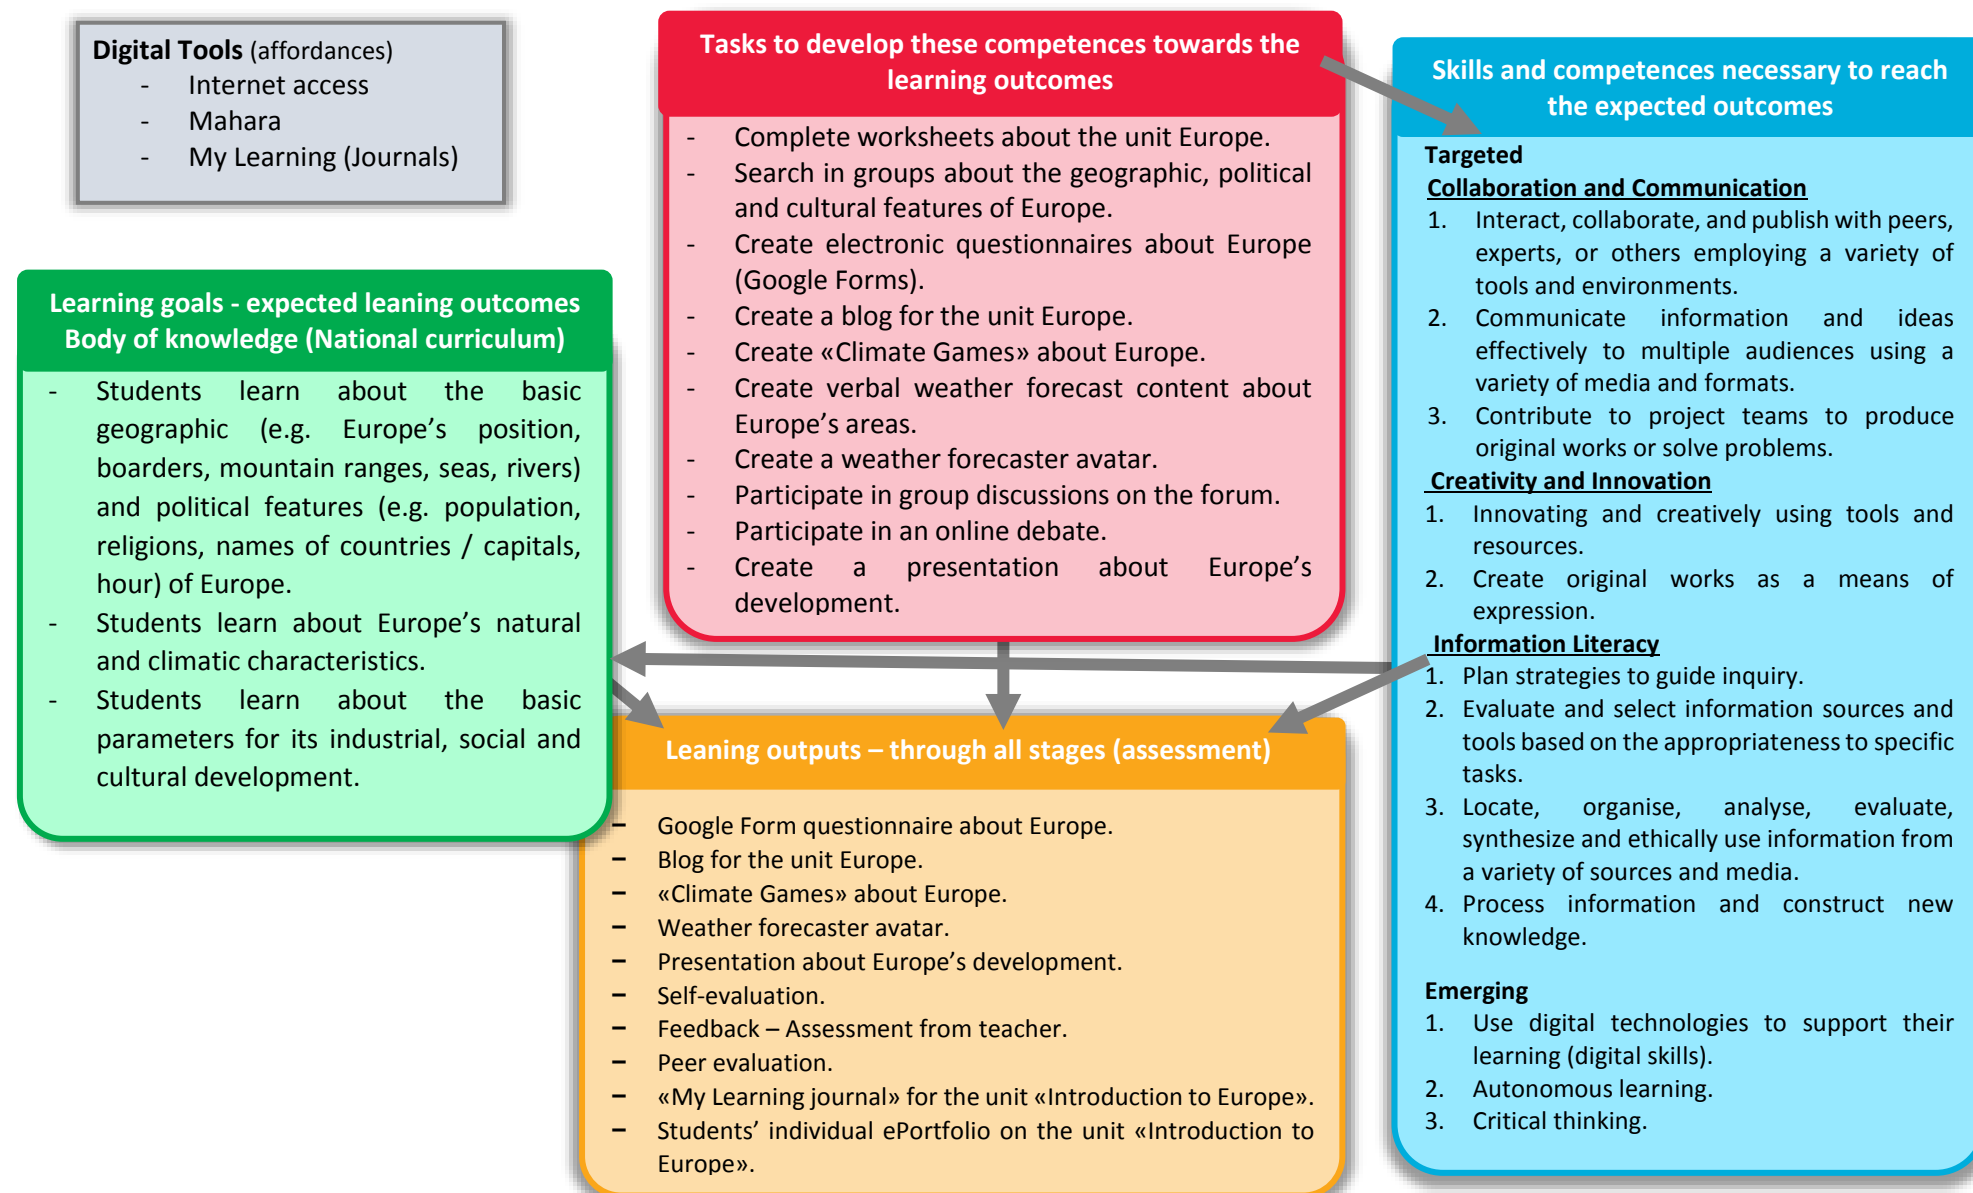 Digital Tools (affordances)
- Internet access
- Mahara
- My Learning (Journals)
Learning goals - expected leaning outcomes
Body of knowledge (National curriculum)
- Students learn about the basic
geographic (e.g. Europe’s position,
boarders, mountain ranges, seas, rivers)
and political features (e.g. population,
religions, names of countries / capitals,
hour) of Europe.
- Students learn about Europe’s natural
and climatic characteristics.
- Students learn about the basic
parameters for its industrial, social and
cultural development.
Tasks to develop these competences towards the
learning outcomes
- Complete worksheets about the unit Europe.
- Search in groups about the geographic, political
and cultural features of Europe.
- Create electronic questionnaires about Europe
(Google Forms).
- Create a blog for the unit Europe.
- Create «Climate Games» about Europe.
- Create verbal weather forecast content about
Europe’s areas.
- Create a weather forecaster avatar.
- Participate in group discussions on the forum.
- Participate in an online debate.
- Create a presentation about Europe’s
development.
Leaning outputs – through all stages (assessment)
– Google Form questionnaire about Europe.
– Blog for the unit Europe.
– «Climate Games» about Europe.
– Weather forecaster avatar.
– Presentation about Europe’s development.
– Self-evaluation.
– Feedback – Assessment from teacher.
– Peer evaluation.
– «My Learning journal» for the unit «Introduction to Europe».
– Students’ individual ePortfolio on the unit «Introduction to
Europe».
Skills and competences necessary to reach
the expected outcomes
Targeted
Collaboration and Communication
1. Interact, collaborate, and publish with peers,
experts, or others employing a variety of
tools and environments.
2. Communicate information and ideas
effectively to multiple audiences using a
variety of media and formats.
3. Contribute to project teams to produce
original works or solve problems.
Creativity and Innovation
1. Innovating and creatively using tools and
resources.
2. Create original works as a means of
expression.
Information Literacy
1. Plan strategies to guide inquiry.
2. Evaluate and select information sources and
tools based on the appropriateness to specific
tasks.
3. Locate, organise, analyse, evaluate,
synthesize and ethically use information from
a variety of sources and media.
4. Process information and construct new
knowledge.
Emerging
1. Use digital technologies to support their
learning (digital skills).
2. Autonomous learning.
3. Critical thinking.